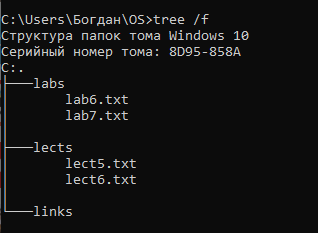 C:\Users\Богдан\OS>tree /f
Структура папок тома Windows 10
Серийный номер тома: 8D95-858A
C:.
├───labs
│       lab6.txt
│       lab7.txt
│
├───lects
│       lect5.txt
│       lect6.txt
│
└───links